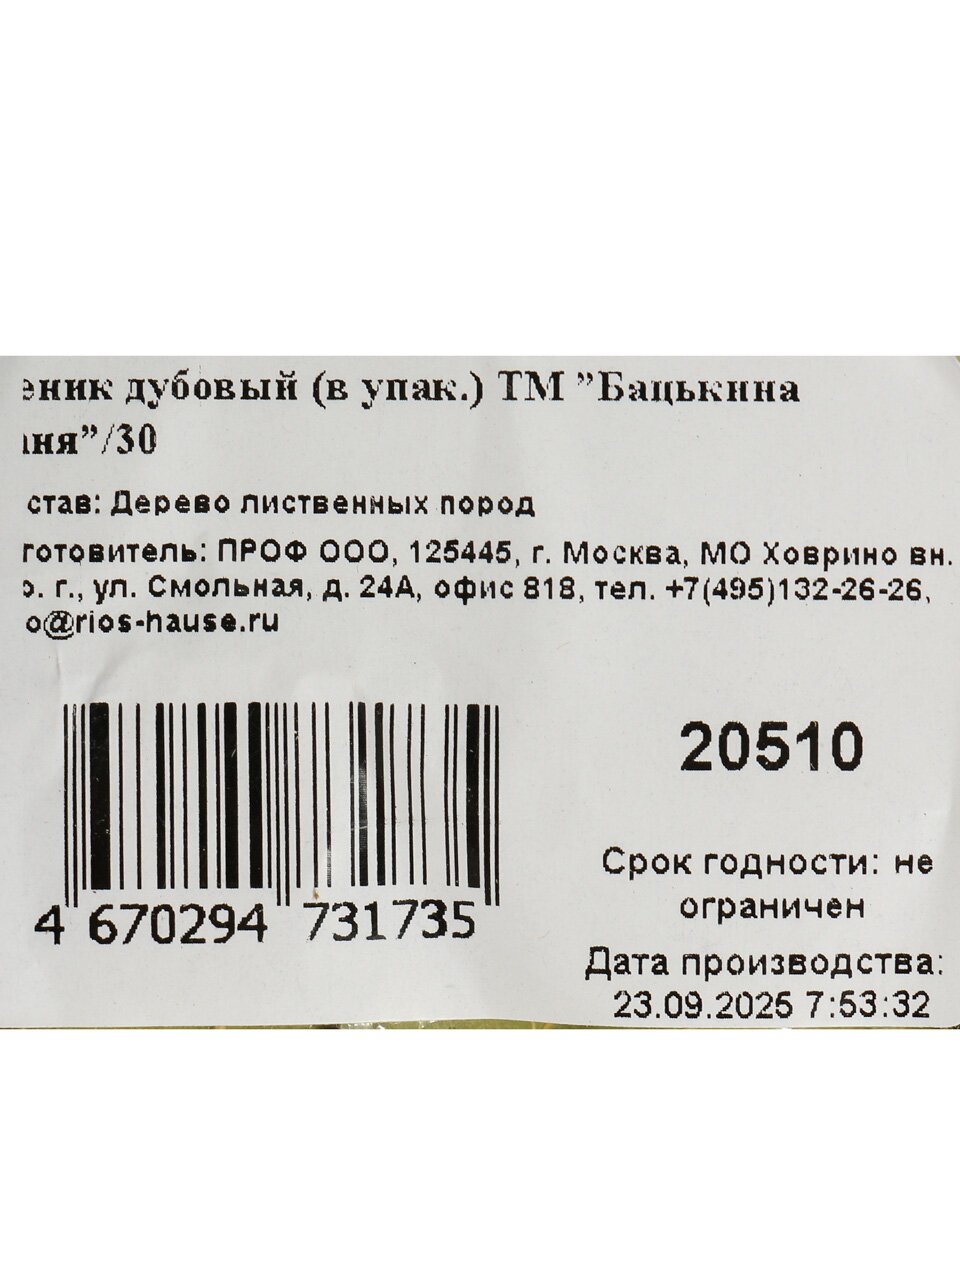 еник дубовый (в упак.) ТМ ”Бацькина
аня”/30
став: Дерево лиственных пород
готовитель: ПРОФ ООО, 125445, г. Москва, МО Ховрино вн.
р. г., ул. Смольная, д. 24А, офис 818, тел. +7(495)132-26-26,
o@rios-hause.ru
20510
4 670294 731735
Срок годности: не
ограничен
Дата производства:
23.09.2025 7:53:32